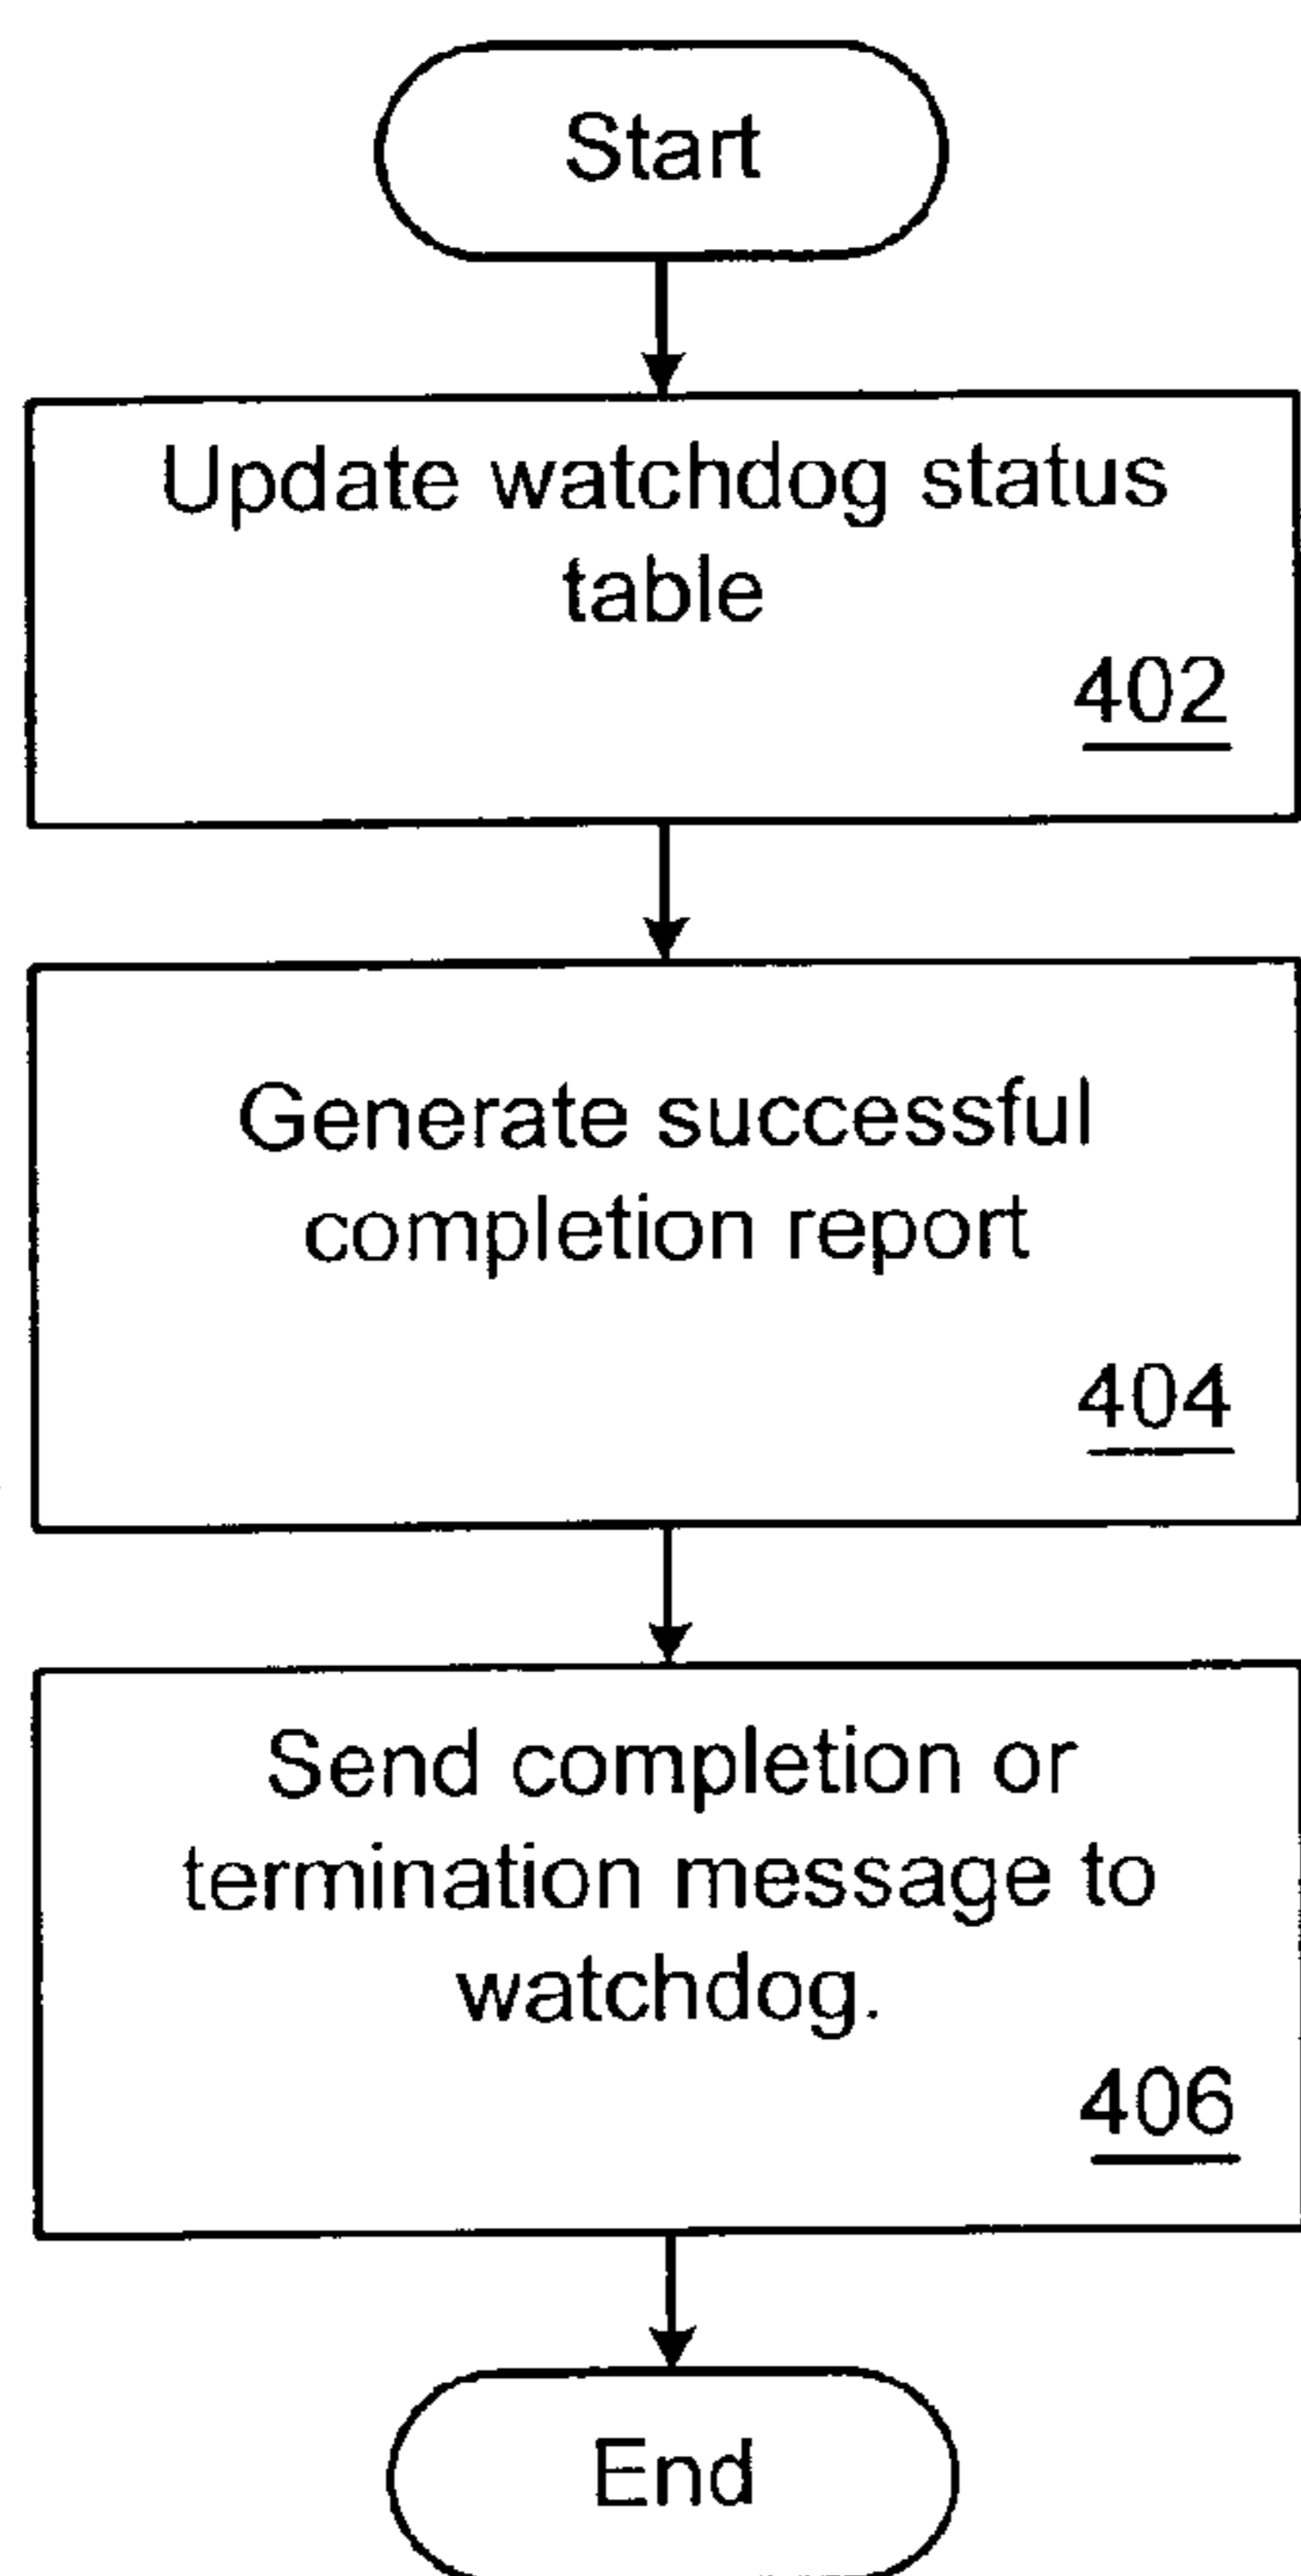 Start
Update watchdog status
table
402
Generate successful
completion report
404
Send completion or
termination message to
watchdog.
406
End